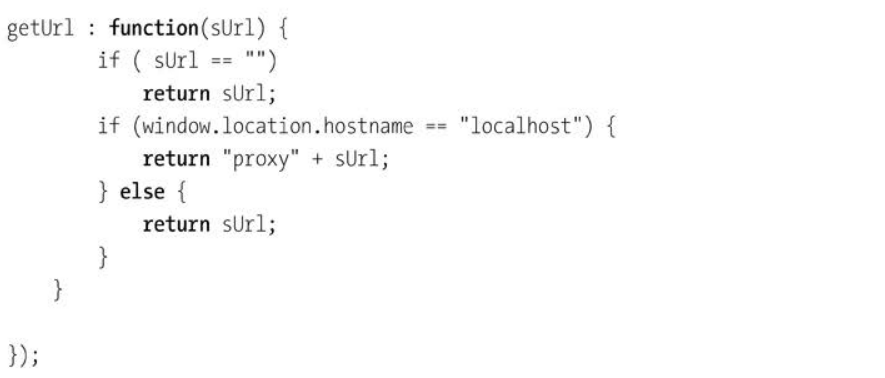 getUrl : function(sUrl) {
if ( sUrl == "")
return sUrl;
if (window.location.hostname == "localhost") {
return "proxy" + sUrl;
} else {
return sUrl;
}
}
});